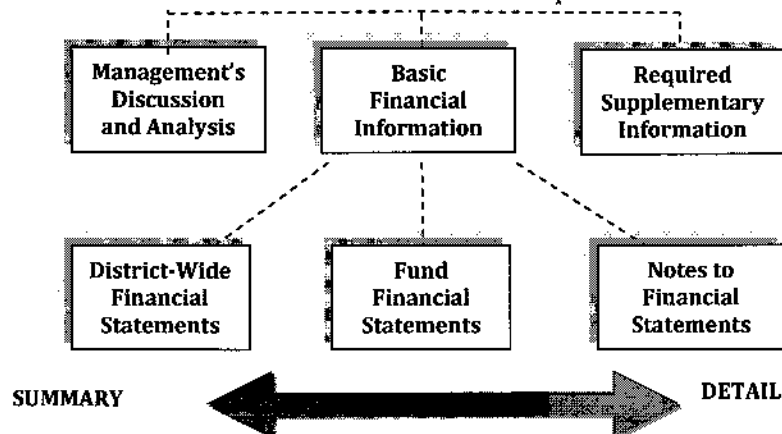 Management's
Discussion
and Analysis
Basic
Financial
Information
Required
Supplementary
Information
District-Wide
Financial
Statements
Fund
Financial
Statements
Notes to
Financial
Statements
SUMMARY
DETAIL